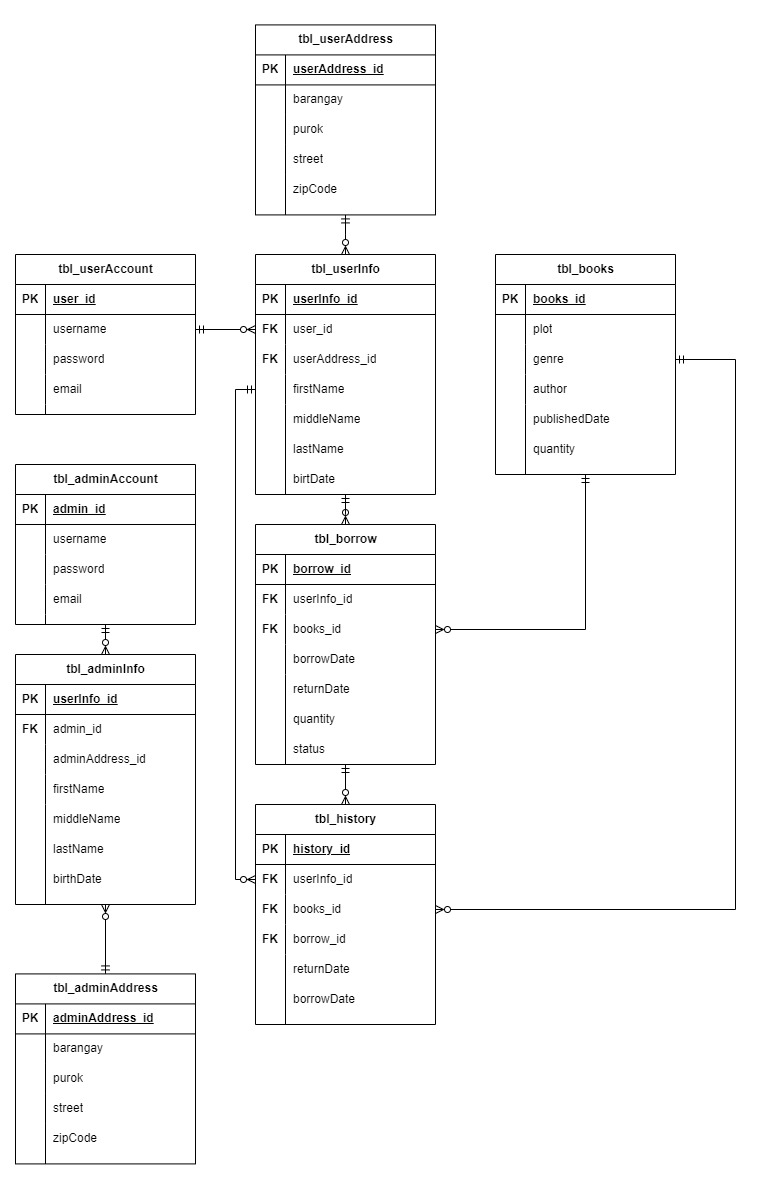 tbl_userAddress
PK userAddress_id
barangay
purok
street
zipCode
tbl_userAccount
PK user_id
username
password
email
tbl_userInfo
PK userInfo_id
FK user_id
FK userAddress_id
firstName
middleName
lastName
birtDate
tbl_books
PK books_id
plot
genre
author
publishedDate
quantity
tbl_adminAccount
PK admin_id
username
password
email
tbl_borrow
PK borrow_id
FK userInfo_id
FK books_id
borrowDate
returnDate
quantity
status
tbl_adminInfo
PK userInfo_id
FK admin_id
adminAddress_id
firstName
middleName
lastName
birthDate
tbl_history
PK history_id
FK userInfo_id
FK books_id
FK borrow_id
returnDate
borrowDate
tbl_adminAddress
PK adminAddress_id
barangay
purok
street
zipCode